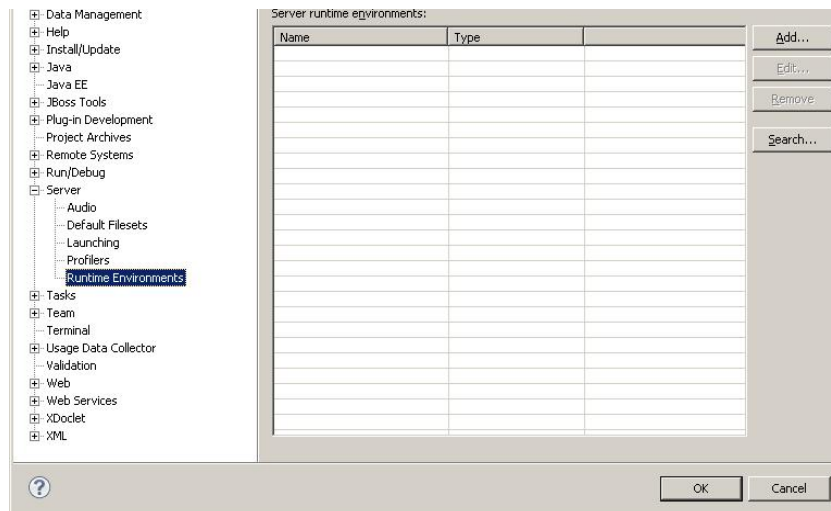 Data Management
Help
Install/Update
Java
Java EE
JBoss Tools
Plug-in Development
Project Archives
Remote Systems
Run/Debug
Server
Audio
Default Filesets
Launching
Profilers
Runtime Environments
Tasks
Team
Terminal
Usage Data Collector
Validation
Web
Web Services
XDoclet
XML
Server runtime environments:
Name Type
Add...
Edit...
Remove
Search...
?
OK Cancel